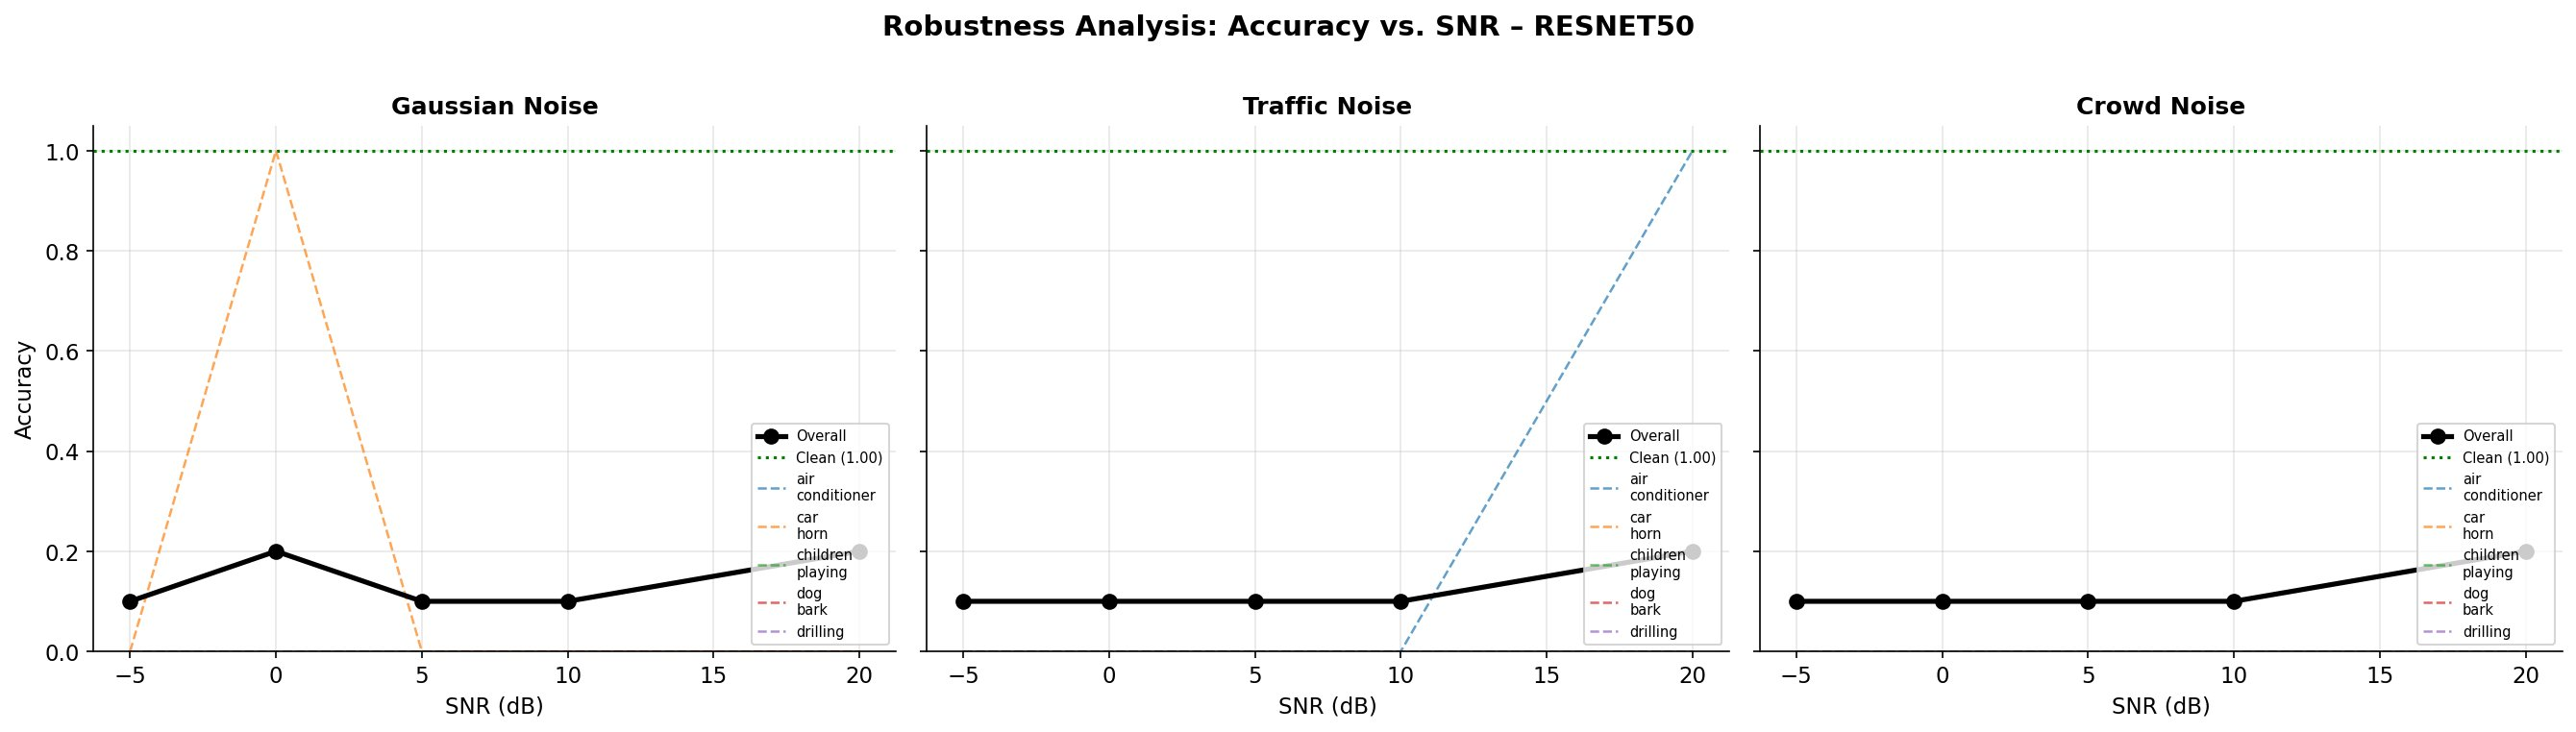 Robustness Analysis: Accuracy vs. SNR – RESNET50
Gaussian Noise
Traffic Noise
Crowd Noise
Accuracy
1.0
0.8
0.6
0.4
0.2
0.0
Overall
Clean (1.00)
air
conditioner
car
horn
children
playing
dog
bark
drilling
−5
0
5
10
15
20
SNR (dB)
Overall
Clean (1.00)
air
conditioner
car
horn
children
playing
dog
bark
drilling
−5
0
5
10
15
20
SNR (dB)
Overall
Clean (1.00)
air
conditioner
car
horn
children
playing
dog
bark
drilling
−5
0
5
10
15
20
SNR (dB)